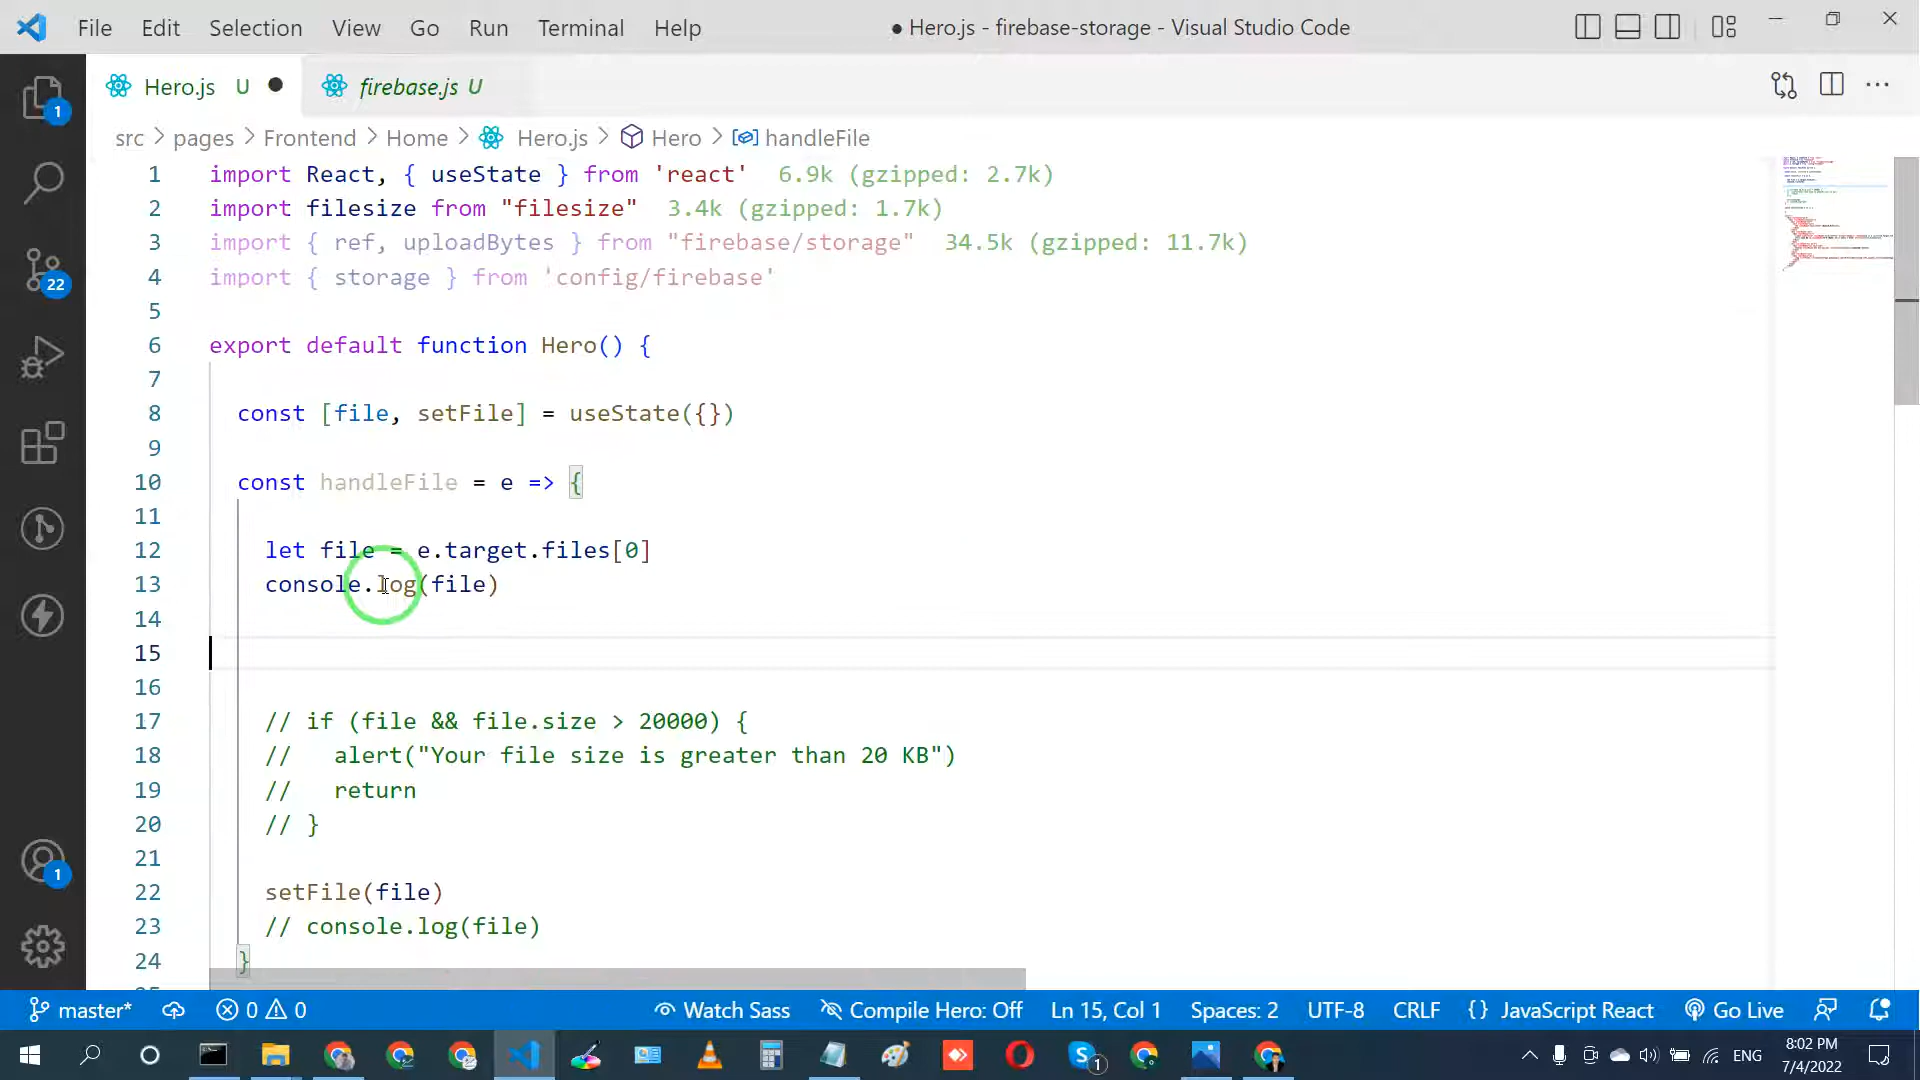 File Edit Selection View Go Run Terminal Help
● Hero.js - firebase-storage - Visual Studio Code
Hero.js U ●
firebase.js U
src > pages > Frontend > Home > Hero.js > Hero > handleFile
1 import React, { useState } from 'react' 6.9k (gzipped: 2.7k)
2 import filesize from "filesize" 3.4k (gzipped: 1.7k)
3 import { ref, uploadBytes } from "firebase/storage" 34.5k (gzipped: 11.7k)
4 import { storage } from 'config/firebase'
5
6 export default function Hero() {
7
8 const [file, setFile] = useState({})
9
10 const handleFile = e => {
11
12 let file = e.target.files[0]
13 console.log(file)
14
15
16
17 // if (file && file.size > 20000) {
18 //   alert("Your file size is greater than 20 KB")
19 //   return
20 // }
21
22 setFile(file)
23 // console.log(file)
24 }
1
22
1
master* 0 0 Watch Sass Compile Hero: Off Ln 15, Col 1 Spaces: 2 UTF-8 CRLF {} JavaScript React Go Live
1
ENG
8:02 PM
7/4/2022